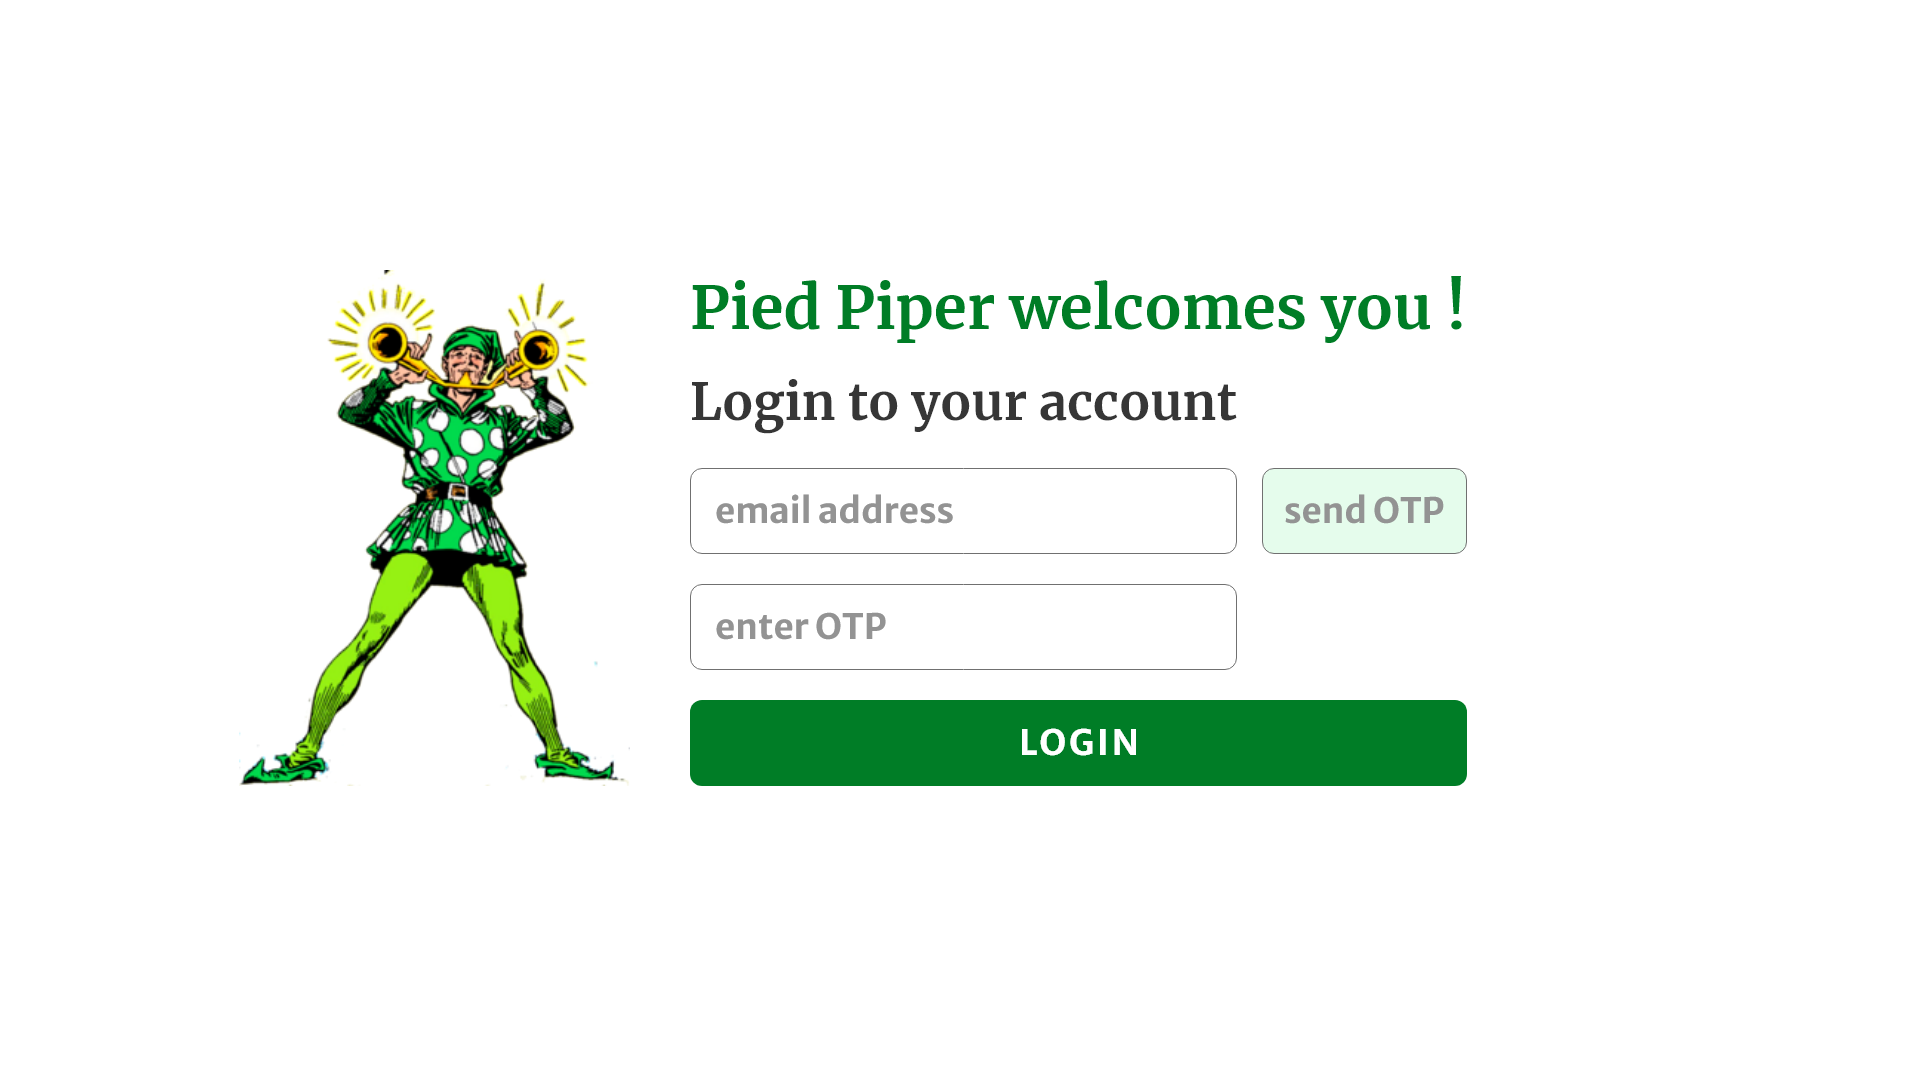 Pied Piper welcomes you !
Login to your account
email address
send OTP
enter OTP
LOGIN